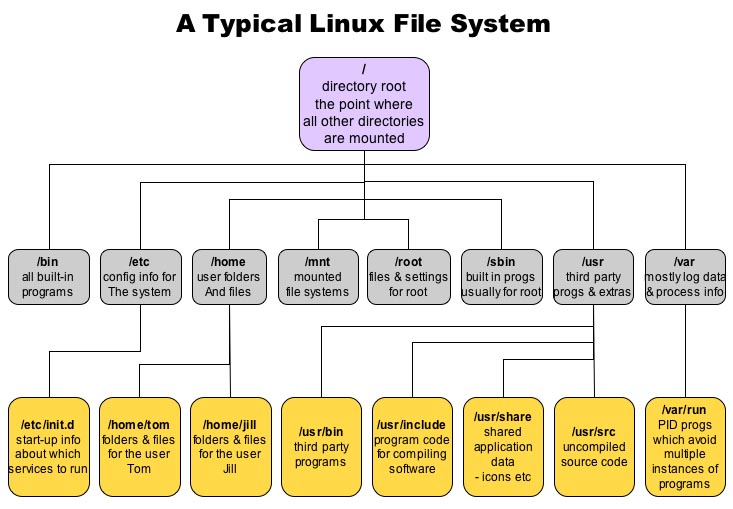 A Typical Linux File System
/
directory root
the point where
all other directories
are mounted
/bin
all built-in
programs
/etc
config info for
The system
/home
user folders
And files
/mnt
mounted
file systems
/root
files & settings
for root
/sbin
built in progs
usually for root
/usr
third party
progs & extras
/var
mostly log data
& process info
/etc/init.d
start-up info
about which
services to run
/home/tom
folders & files
for the user
Tom
/home/jill
folders & files
for the user
Jill
/usr/bin
third party
programs
/usr/include
program code
for compiling
software
/usr/share
shared
application
data
- icons etc
/usr/src
uncompiled
source code
/var/run
PID progs
which avoid
multiple
instances of
programs